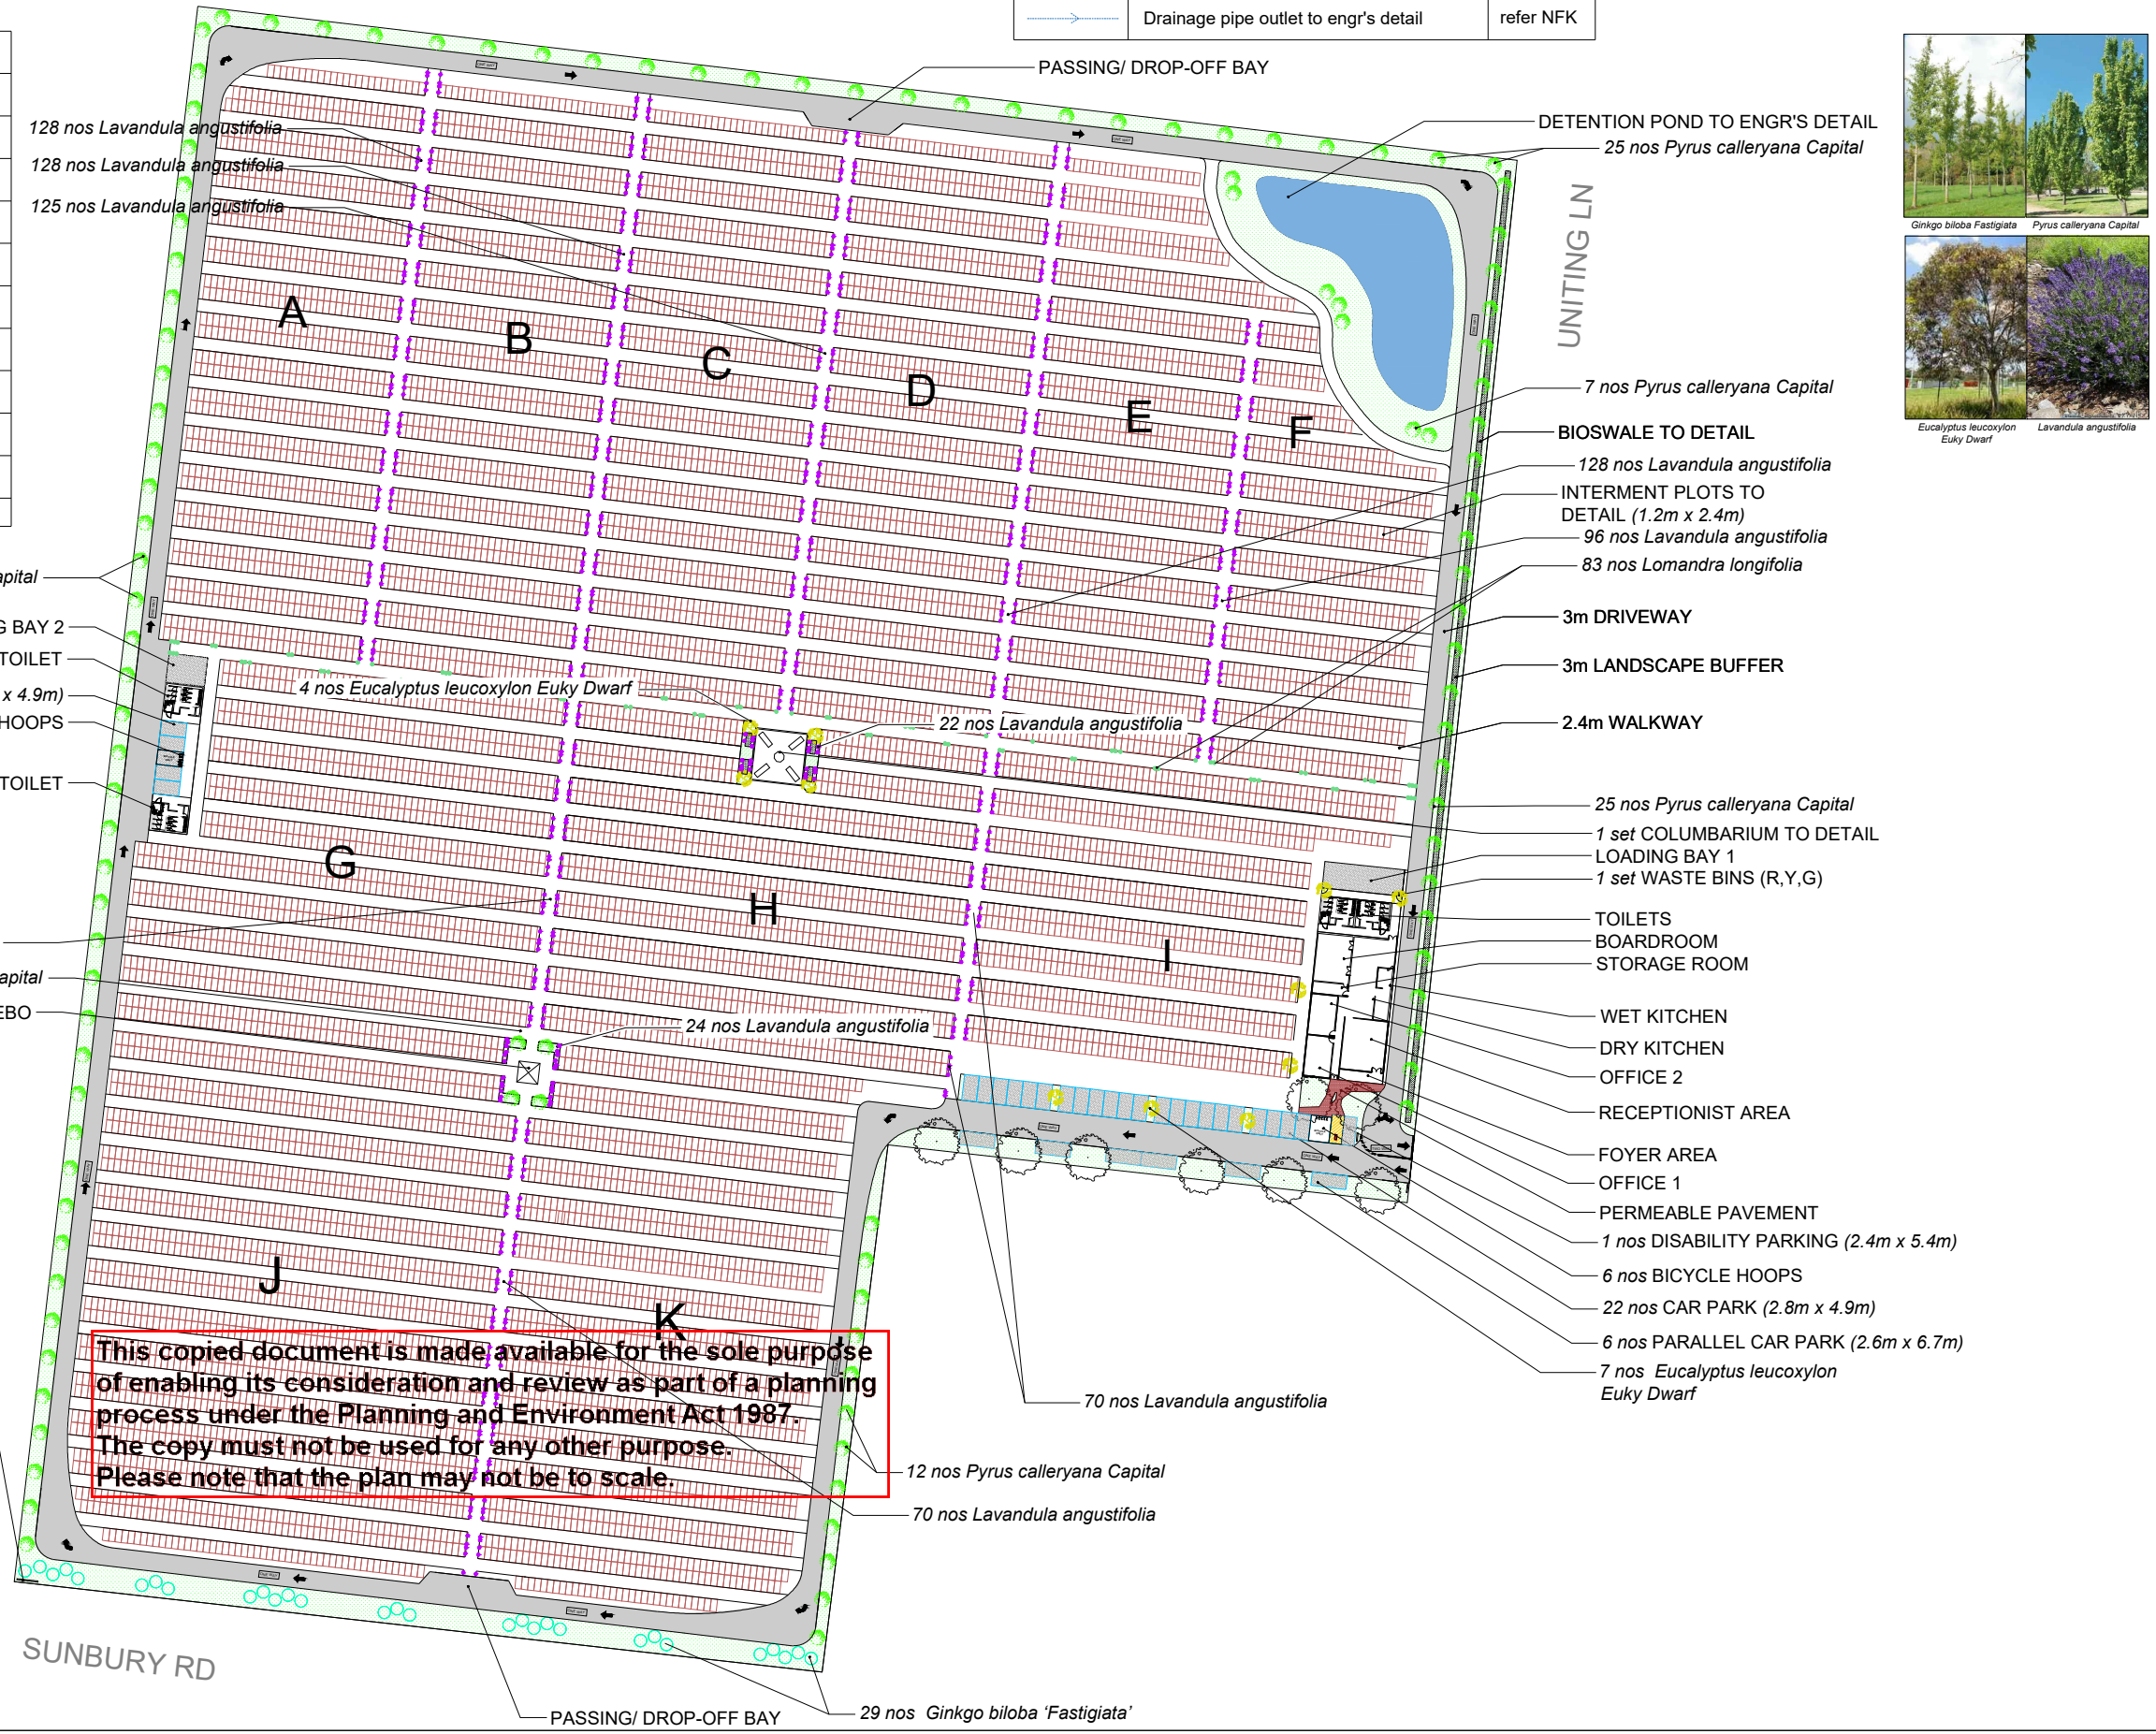 Drainage pipe outlet to engr's detail
refer NFK
PASSING/ DROP-OFF BAY
128 nos Lavandula angustifolia
128 nos Lavandula angustifolia
125 nos Lavandula angustifolia
DETENTION POND TO ENGR'S DETAIL
25 nos Pyrus calleryana Capital
UNITING LN
Ginkgo biloba Fastigiata
Pyrus calleryana Capital
Eucalyptus leucoxylon
Euky Dwarf
Lavandula angustifolia
A
B
C
D
E
F
7 nos Pyrus calleryana Capital
BIOSWALE TO DETAIL
128 nos Lavandula angustifolia
INTERMENT PLOTS TO
DETAIL (1.2m x 2.4m)
96 nos Lavandula angustifolia
83 nos Lomandra longifolia
3m DRIVEWAY
3m LANDSCAPE BUFFER
2.4m WALKWAY
apital
G BAY 2
TOILET
x 4.9m)
HOOPS
TOILET
4 nos Eucalyptus leucoxylon Euky Dwarf
22 nos Lavandula angustifolia
25 nos Pyrus calleryana Capital
1 set COLUMBARIUM TO DETAIL
LOADING BAY 1
1 set WASTE BINS (R,Y,G)
TOILETS
BOARDROOM
STORAGE ROOM
WET KITCHEN
DRY KITCHEN
OFFICE 2
RECEPTIONIST AREA
FOYER AREA
OFFICE 1
PERMEABLE PAVEMENT
1 nos DISABILITY PARKING (2.4m x 5.4m)
6 nos BICYCLE HOOPS
22 nos CAR PARK (2.8m x 4.9m)
6 nos PARALLEL CAR PARK (2.6m x 6.7m)
7 nos Eucalyptus leucoxylon
Euky Dwarf
G
H
I
apital
EBO
24 nos Lavandula angustifolia
J
K
This copied document is made available for the sole purpose
of enabling its consideration and review as part of a planning
process under the Planning and Environment Act 1987.
The copy must not be used for any other purpose.
Please note that the plan may not be to scale.
70 nos Lavandula angustifolia
12 nos Pyrus calleryana Capital
70 nos Lavandula angustifolia
SUNBURY RD
PASSING/ DROP-OFF BAY
29 nos Ginkgo biloba 'Fastigiata'